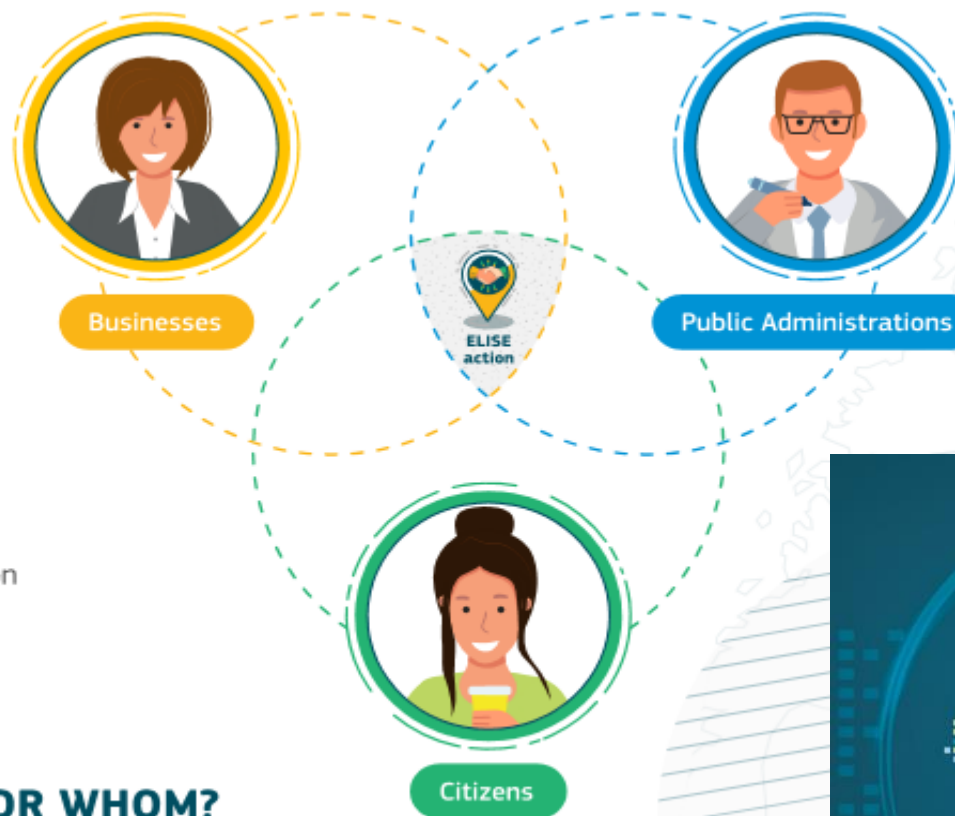 Businesses
Public Administrations
ELISE
action
n
Citizens
OR WHOM?